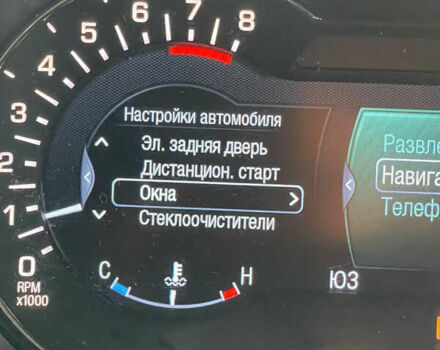 8
7
6
5
4
3
2
1
0
RPM
x1000
Настройки автомобиля
Эл. задняя дверь
Дистанцион. старт
Окна
Стеклоочистители
C
H
ЮЗ
Развле
Навига
Телеф